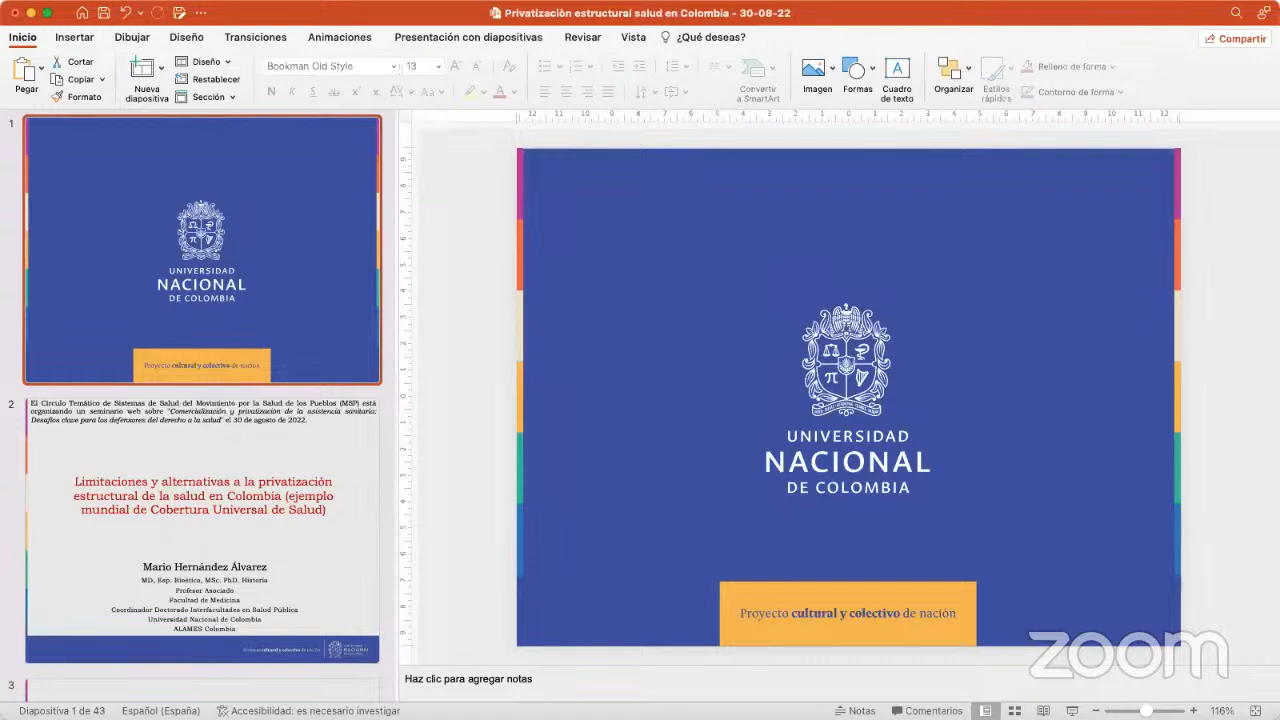 Privatización estructural salud en Colombia - 30-08-22
Inicio
Insertar
Dibujar
Diseño
Transiciones
Animaciones
Presentación con diapositivas
Revisar
Vista
¿Qué deseas?
Compartir
Pegar
Cortar
Copiar
Formato
Nueva
diapositiva
Diseño
Restablecer
Sección
Bookman Old Style
13
Convertir
a SmartArt
Imagen
Formas
Cuadro
de texto
Organizar
Estilos
rápidos
Relleno de forma
Contorno de forma
1
UNIVERSIDAD
NACIONAL
DE COLOMBIA
Proyecto cultural y colectivo de nación
2
El Círculo Temático de Sistemas de Salud del Movimiento por la Salud de los Pueblos (MSP) está
organizando un seminario web sobre "Comercialización y privatización de la asistencia sanitaria:
Desafíos clave para los defensores del derecho a la salud" el 30 de agosto de 2022.
Limitaciones y alternativas a la privatización
estructural de la salud en Colombia (ejemplo
mundial de Cobertura Universal de Salud)
Mario Hernández Álvarez
MD, Esp. Bioética, MSc. PhD. Historia
Profesor Asociado
Facultad de Medicina
Coordinador Doctorado Interfacultades en Salud Pública
Universidad Nacional de Colombia
ALAMES Colombia
3
UNIVERSIDAD
NACIONAL
DE COLOMBIA
Proyecto cultural y colectivo de nación
zoom
Haz clic para agregar notas
Diapositiva 1 de 43
Español (España)
Accesibilidad: es necesario investigar
Notas
Comentarios
116%